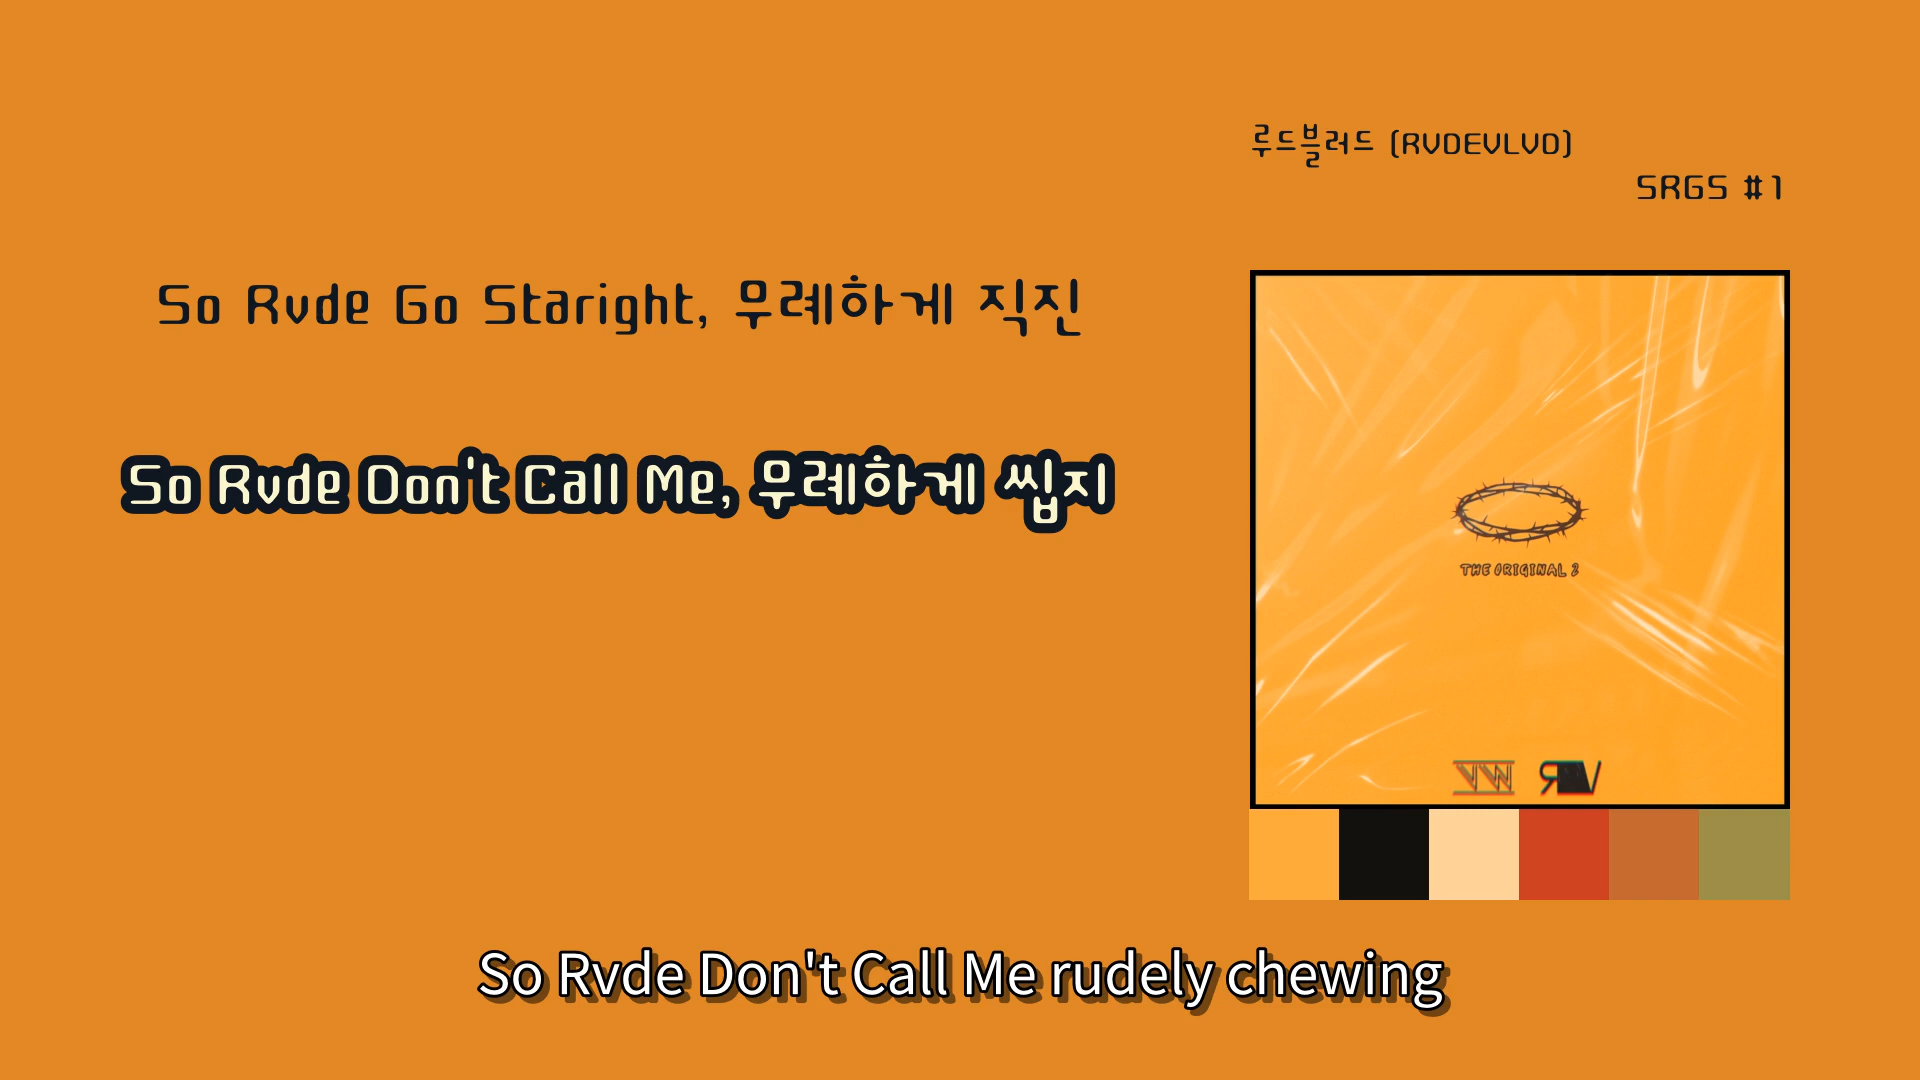 루드블러드 (RVDEVLVD)
SRGS #1
So Rvde Go Staright, 무례하게 직진
So Rvde Don't Call Me, 무례하게 씹지
THE ORIGINAL 2
So Rvde Don't Call Me rudely chewing